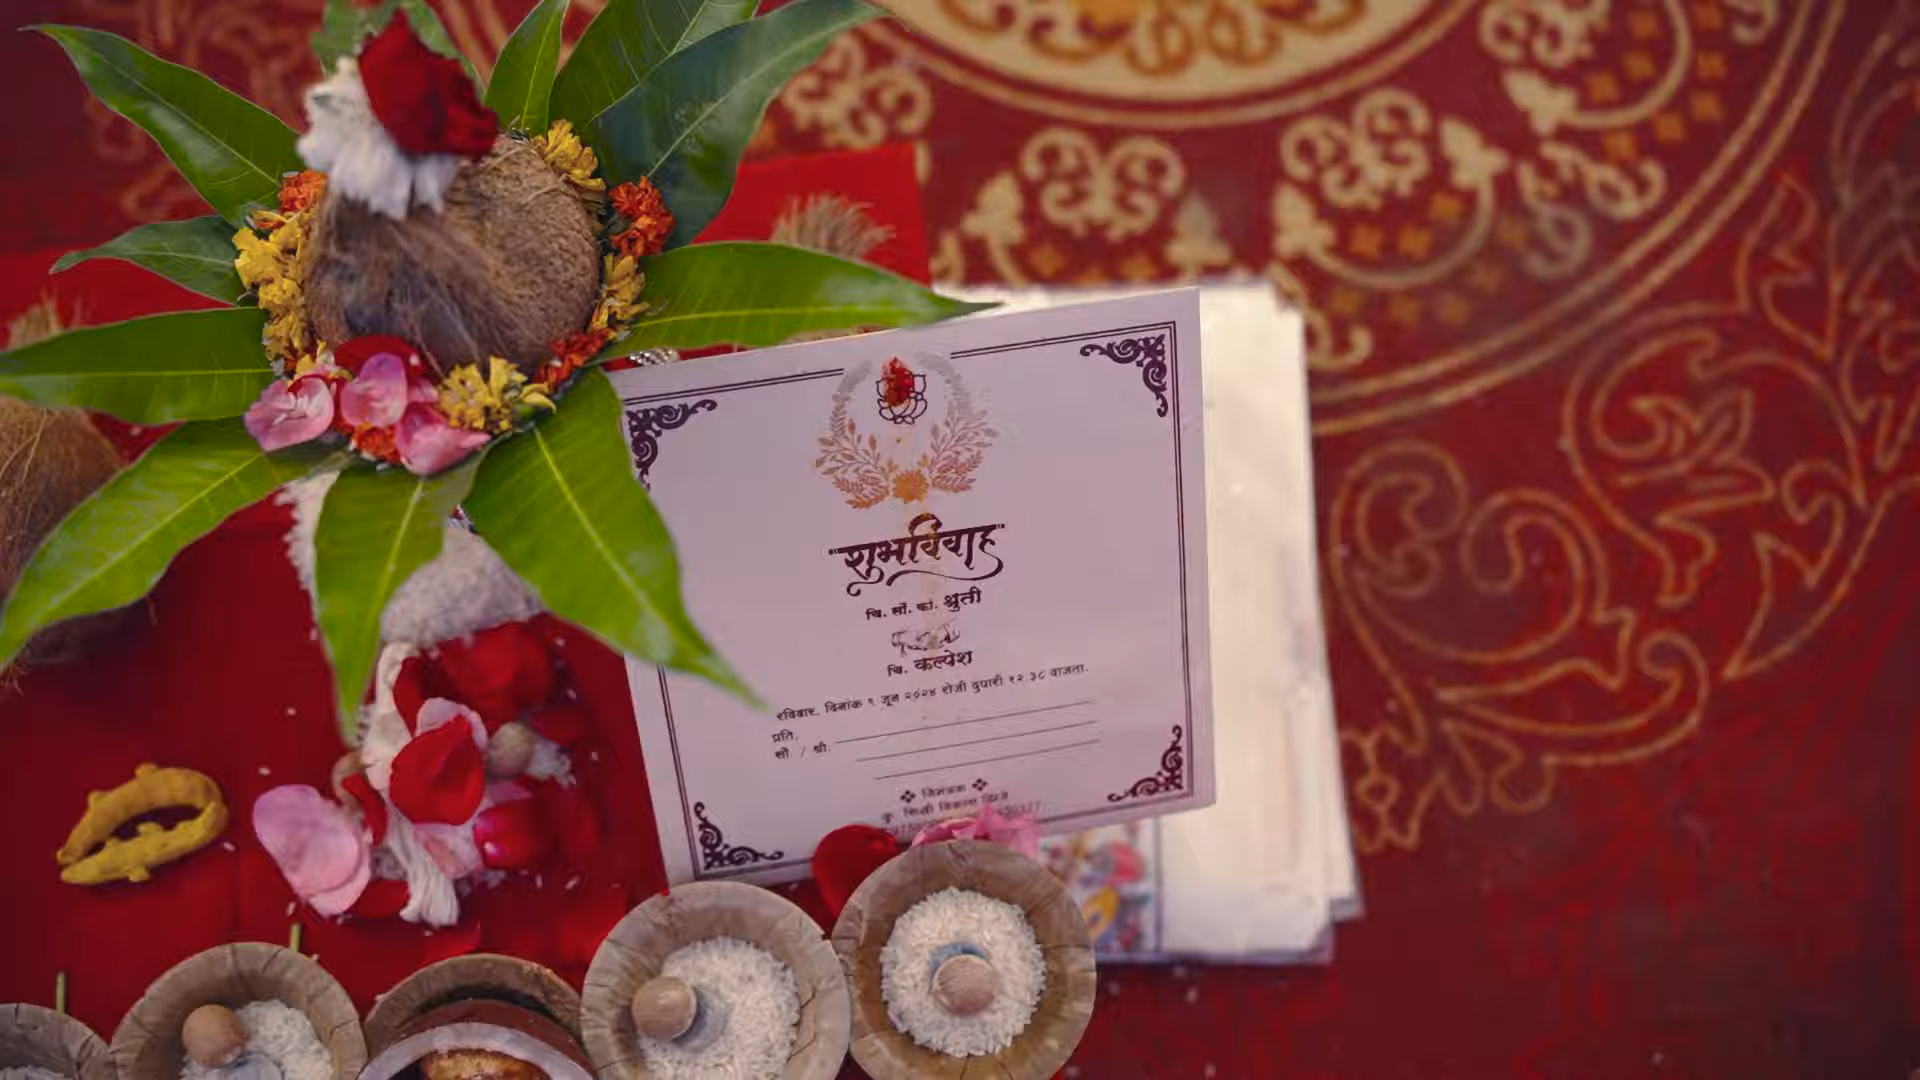 "शुभविवाह"
चि. सौ. कां. श्रुती
चि. कल्पेश
रविवार, दिनांक ९ जून २०२४ रोजी दुपारी १२.३८ वाजता.
प्रति,
सौ / श्री.
निमंत्रक
कु.